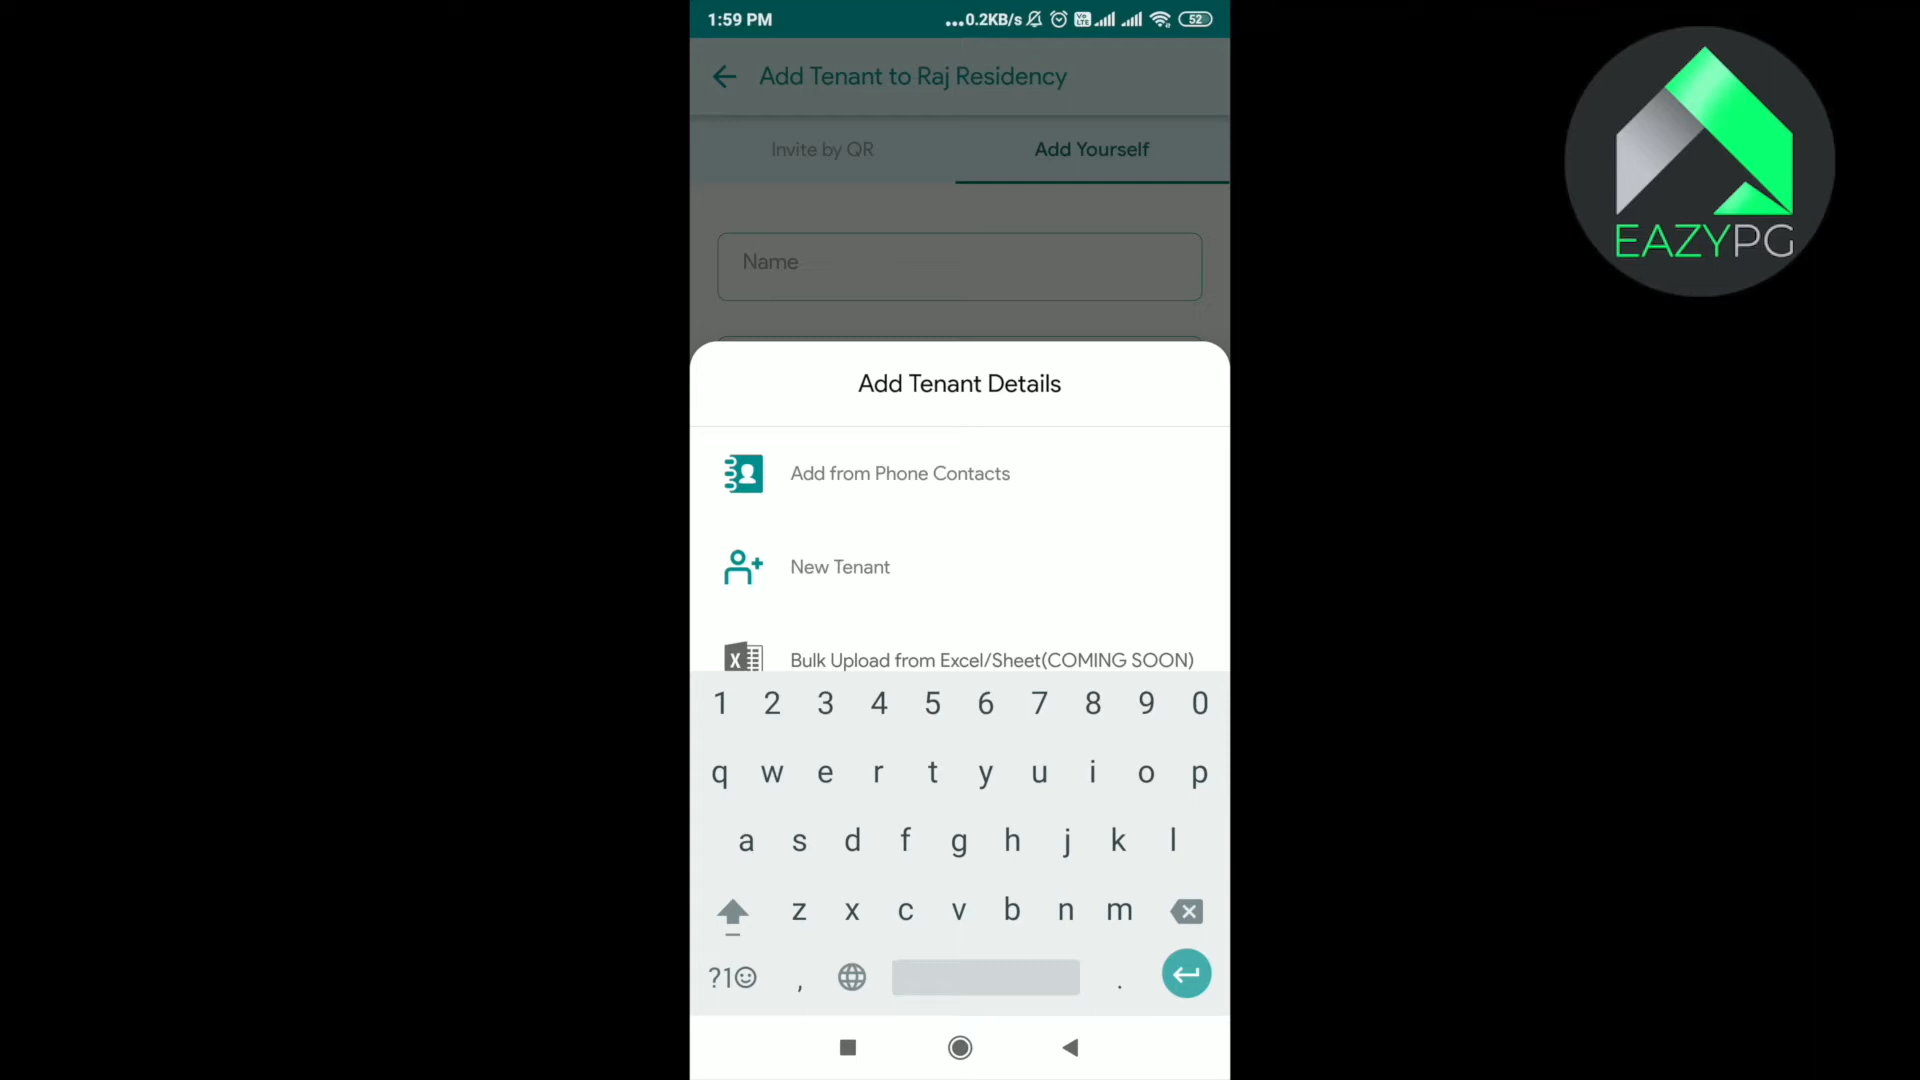 1:59 PM
...0.2KB/s
Vo LTE
52
Add Tenant to Raj Residency
Invite by QR
Add Yourself
Name
EAZYPG
Add Tenant Details
Add from Phone Contacts
New Tenant
X
Bulk Upload from Excel/Sheet(COMING SOON)
1 2 3 4 5 6 7 8 9 0
q w e r t y u i o p
a s d f g h j k l
z x c v b n m
?1☺ , .